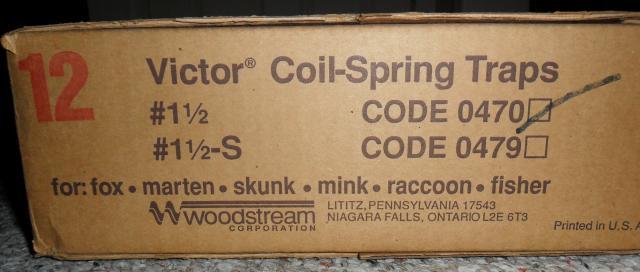 12
Victor® Coil-Spring Traps
#1½ CODE 0470
#1½-S CODE 0479
for: fox • marten • skunk • mink • raccoon • fisher
Woodstream
CORPORATION
LITITZ, PENNSYLVANIA 17543
NIAGARA FALLS, ONTARIO L2E 6T3
Printed in U.S.A